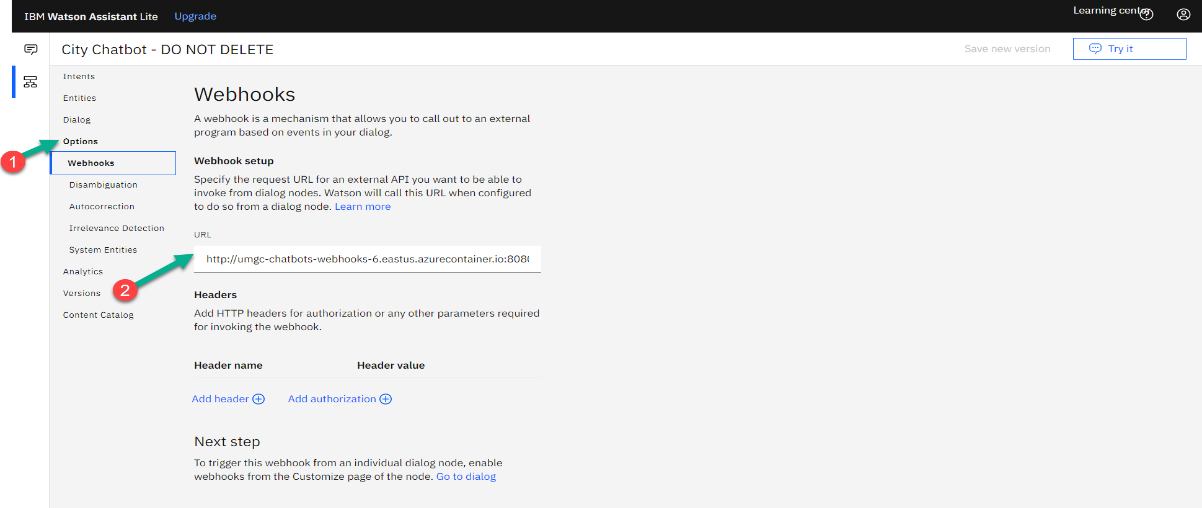 IBM Watson Assistant Lite Upgrade Learning center
City Chatbot - DO NOT DELETE Save new version Try it
Intents
Entities
Dialog
Options
Webhooks
Disambiguation
Autocorrection
Irrelevance Detection
System Entities
Analytics
Versions
Content Catalog
1
2
Webhooks
A webhook is a mechanism that allows you to call out to an external
program based on events in your dialog.
Webhook setup
Specify the request URL for an external API you want to be able to
invoke from dialog nodes. Watson will call this URL when configured
to do so from a dialog node. Learn more
URL
http://umgc-chatbots-webhooks-6.eastus.azurecontainer.io:808
Headers
Add HTTP headers for authorization or any other parameters required
for invoking the webhook.
Header name Header value
Add header Add authorization
Next step
To trigger this webhook from an individual dialog node, enable
webhooks from the Customize page of the node. Go to dialog